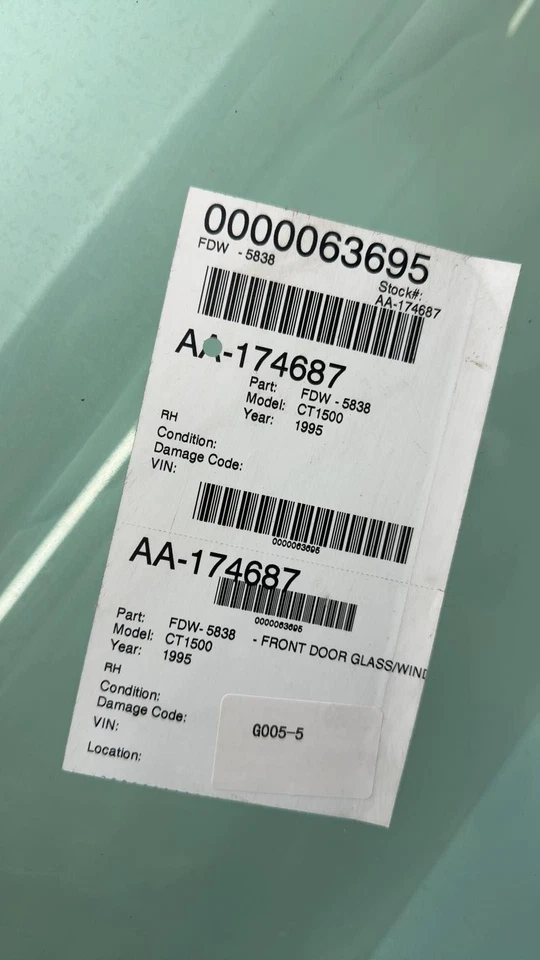 0000063695
FDW - 5838
Stock#:
AA-174687
AA-174687
Part: FDW - 5838
Model: CT1500
Year: 1995
RH
Condition:
Damage Code:
VIN:
0000063695
AA-174687
0000063695
Part: FDW- 5838 - FRONT DOOR GLASS/WIND
Model: CT1500
Year: 1995
RH
Condition:
Damage Code:
VIN:
G005-5
Location: